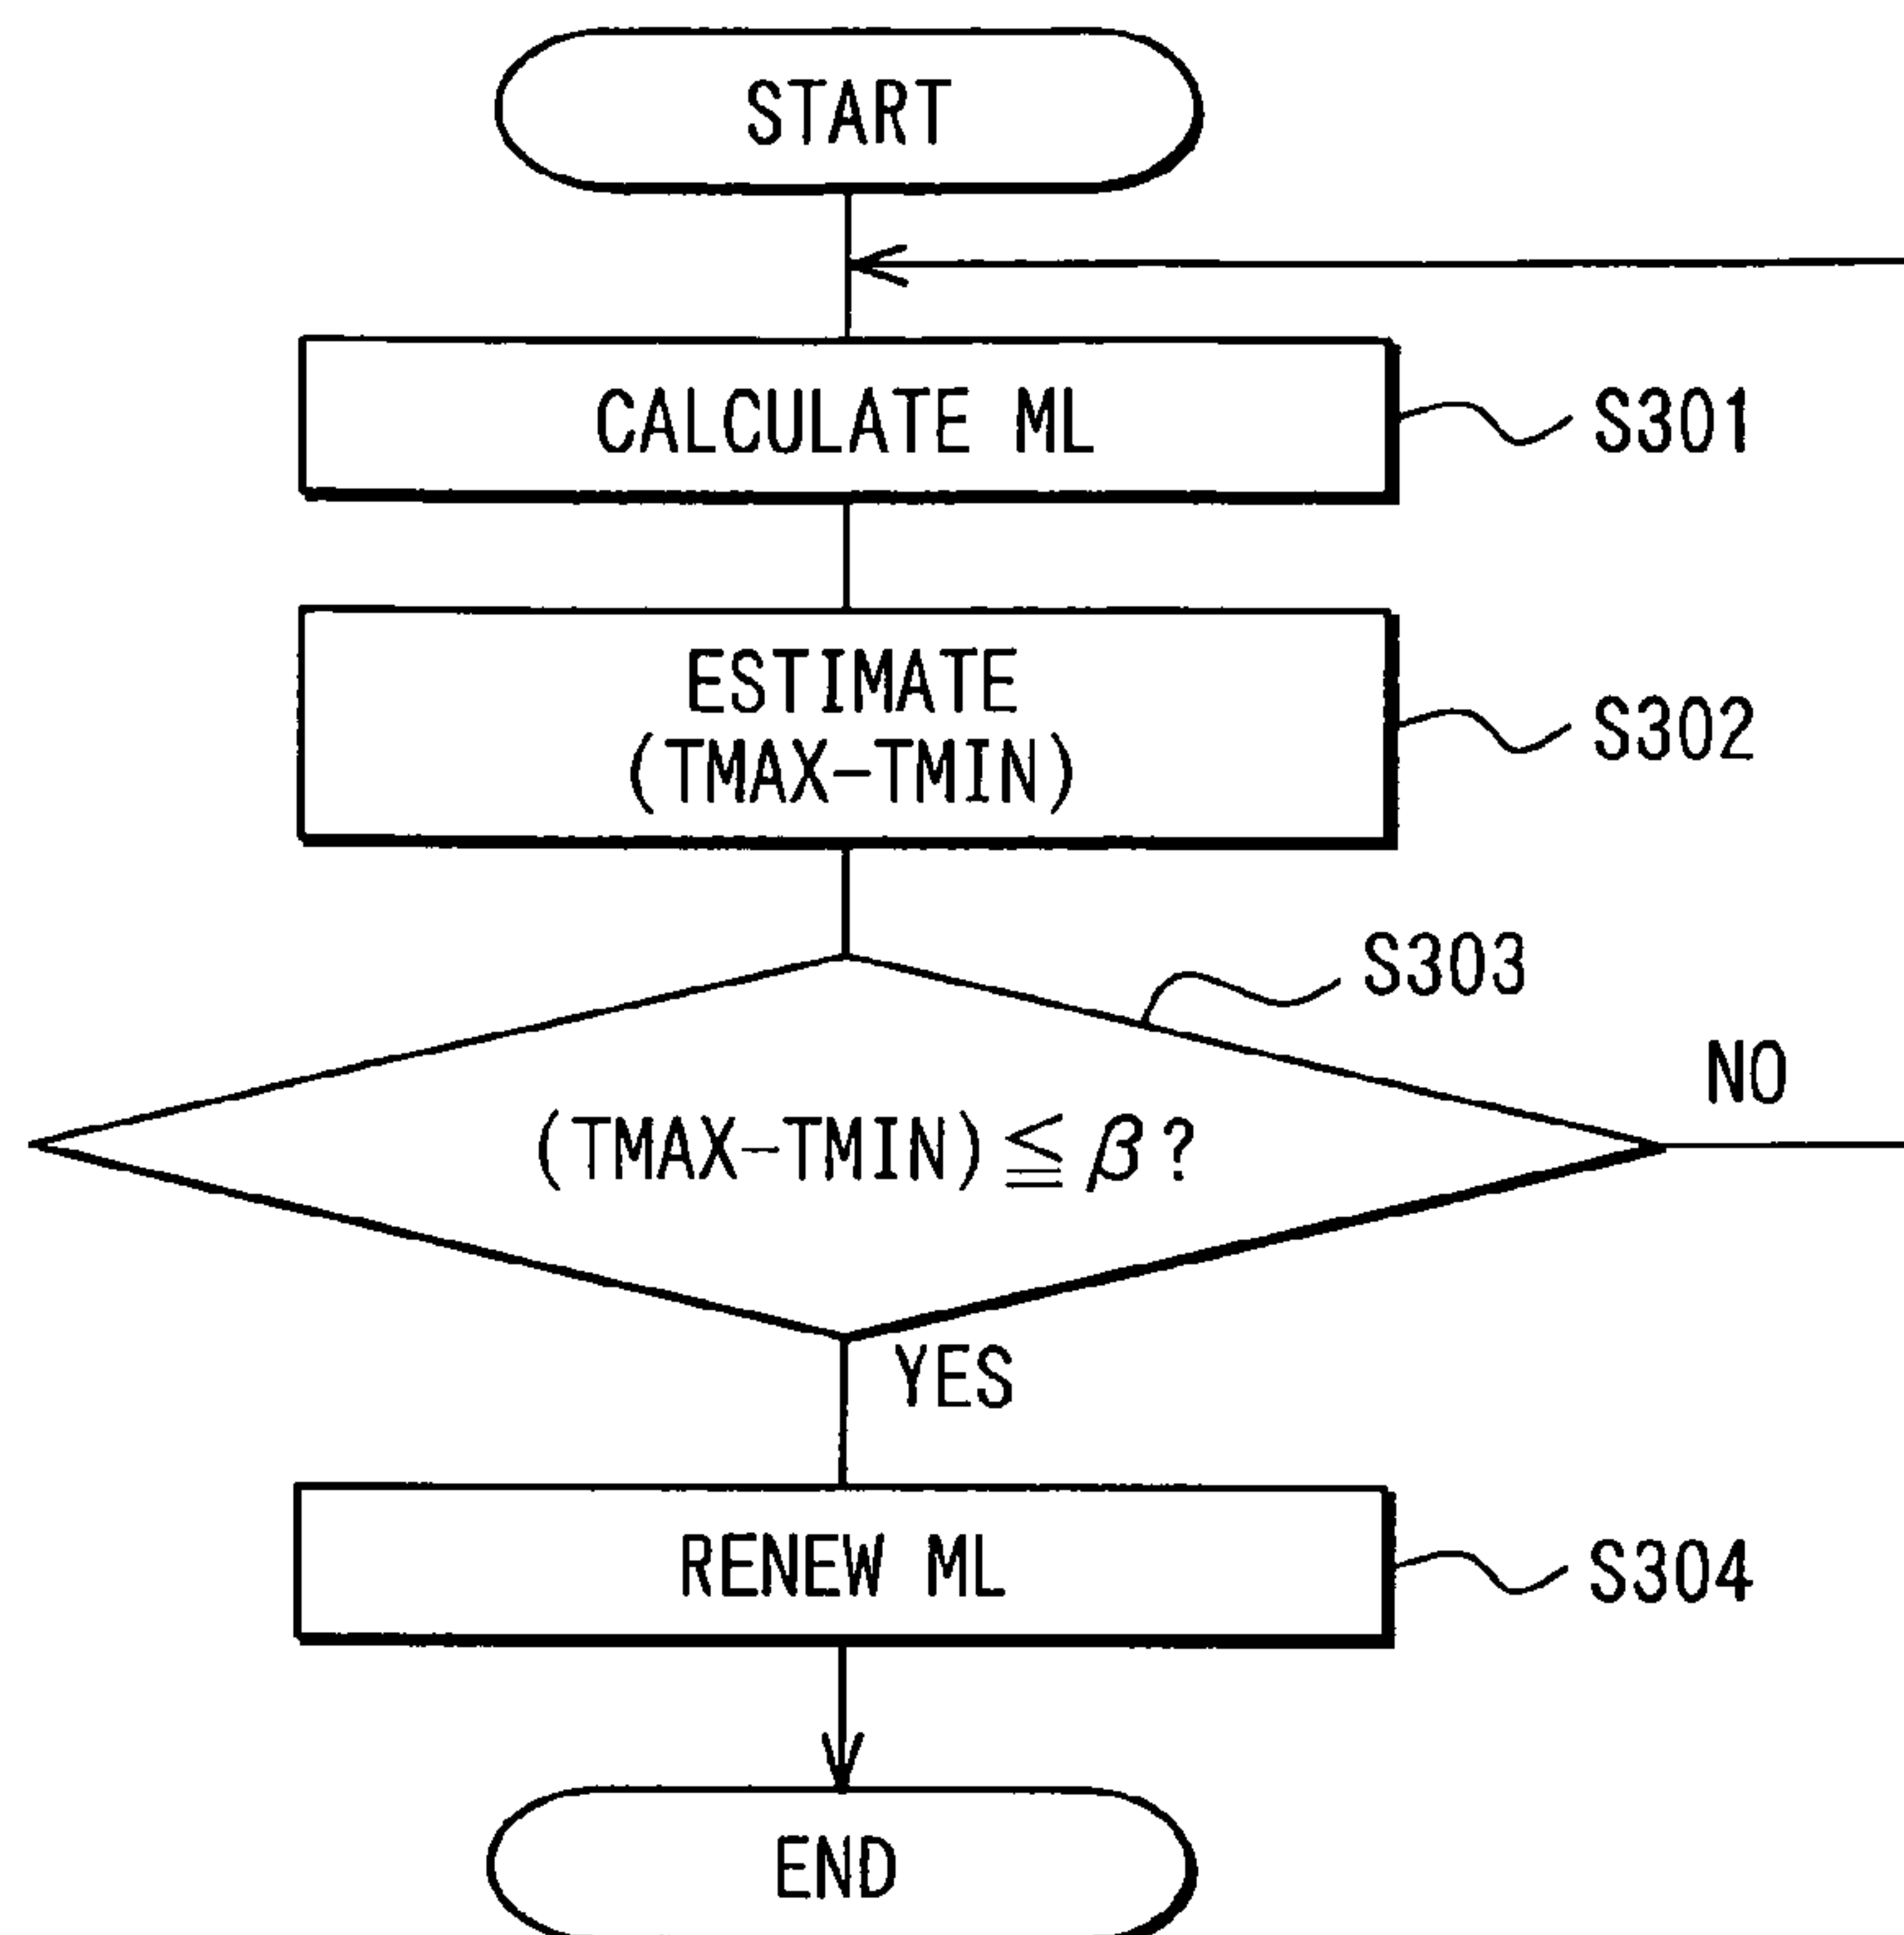 START
CALCULATE ML
S301
ESTIMATE
(TMAX-TMIN)
S302
S303
(TMAX-TMIN)≦β?
NO
YES
RENEW ML
S304
END